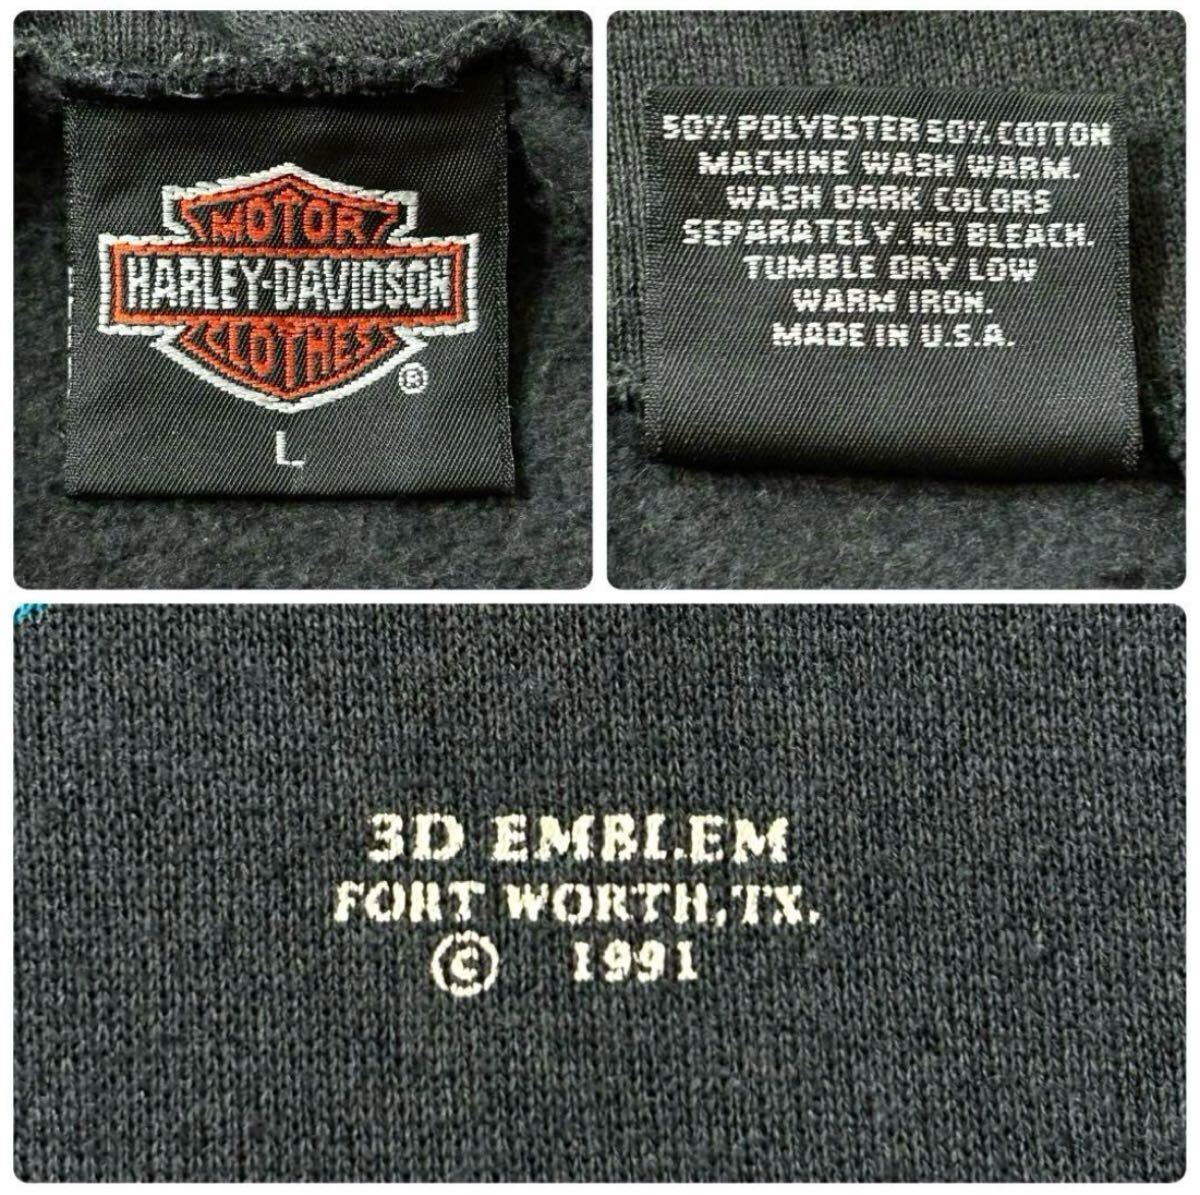 MOTOR
HARLEY-DAVIDSON
CLOTHES
®
L
50% POLYESTER 50% COTTON
MACHINE WASH WARM.
WASH DARK COLORS
SEPARATELY. NO BLEACH.
TUMBLE DRY LOW
WARM IRON.
MADE IN U.S.A.
3D EMBLEM
FORT WORTH, TX.
© 1991